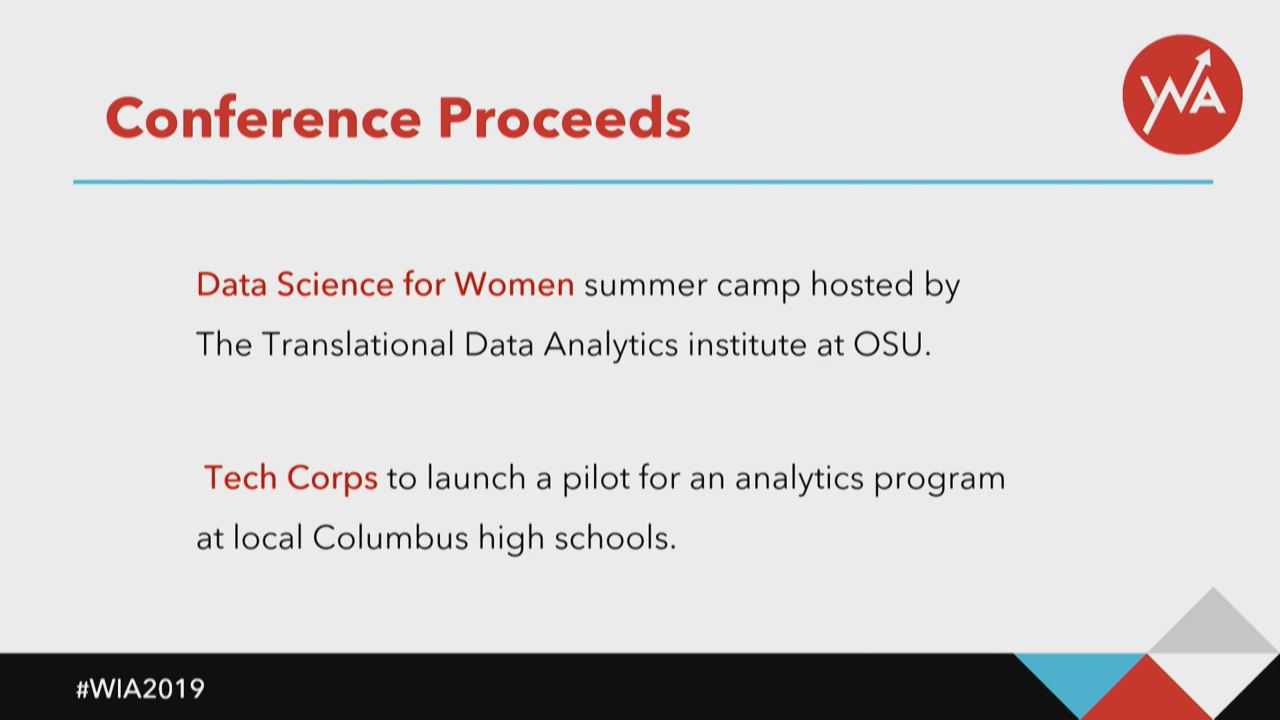 WIA
Conference Proceeds
Data Science for Women summer camp hosted by
The Translational Data Analytics institute at OSU.
Tech Corps to launch a pilot for an analytics program
at local Columbus high schools.
#WIA2019